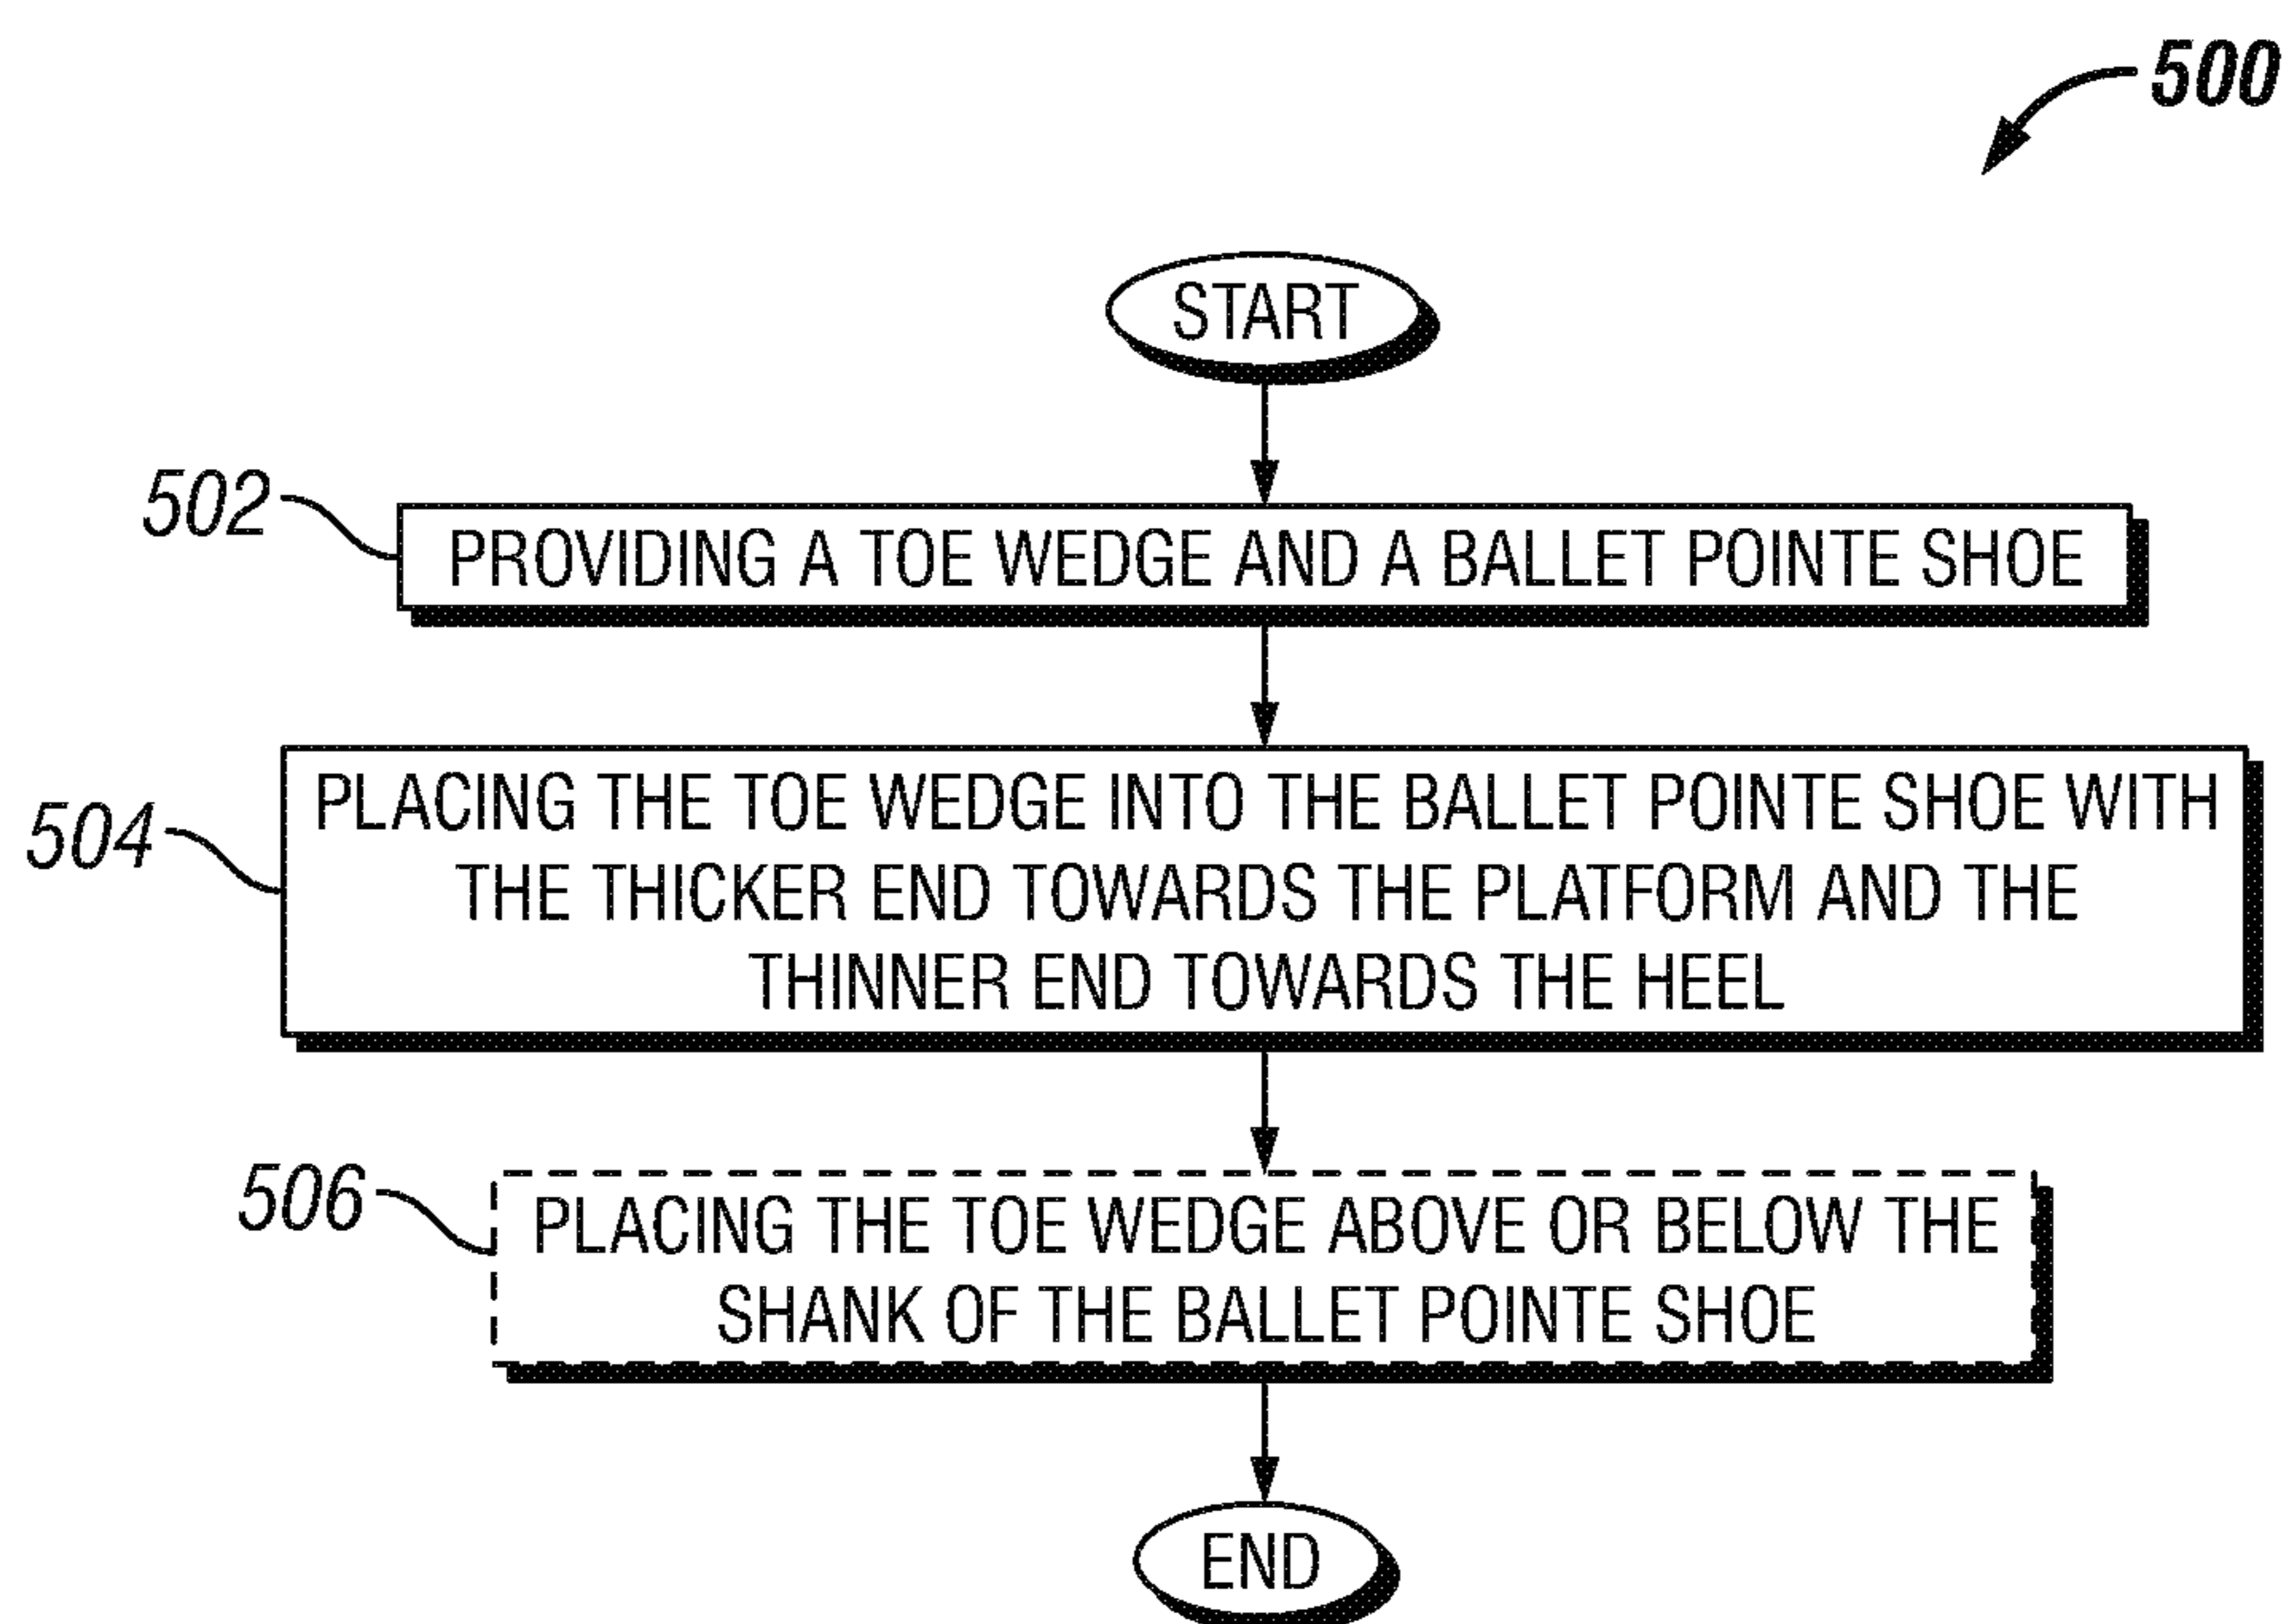 500
START
502
PROVIDING A TOE WEDGE AND A BALLET POINTE SHOE
504
PLACING THE TOE WEDGE INTO THE BALLET POINTE SHOE WITH
THE THICKER END TOWARDS THE PLATFORM AND THE
THINNER END TOWARDS THE HEEL
506
PLACING THE TOE WEDGE ABOVE OR BELOW THE
SHANK OF THE BALLET POINTE SHOE
END